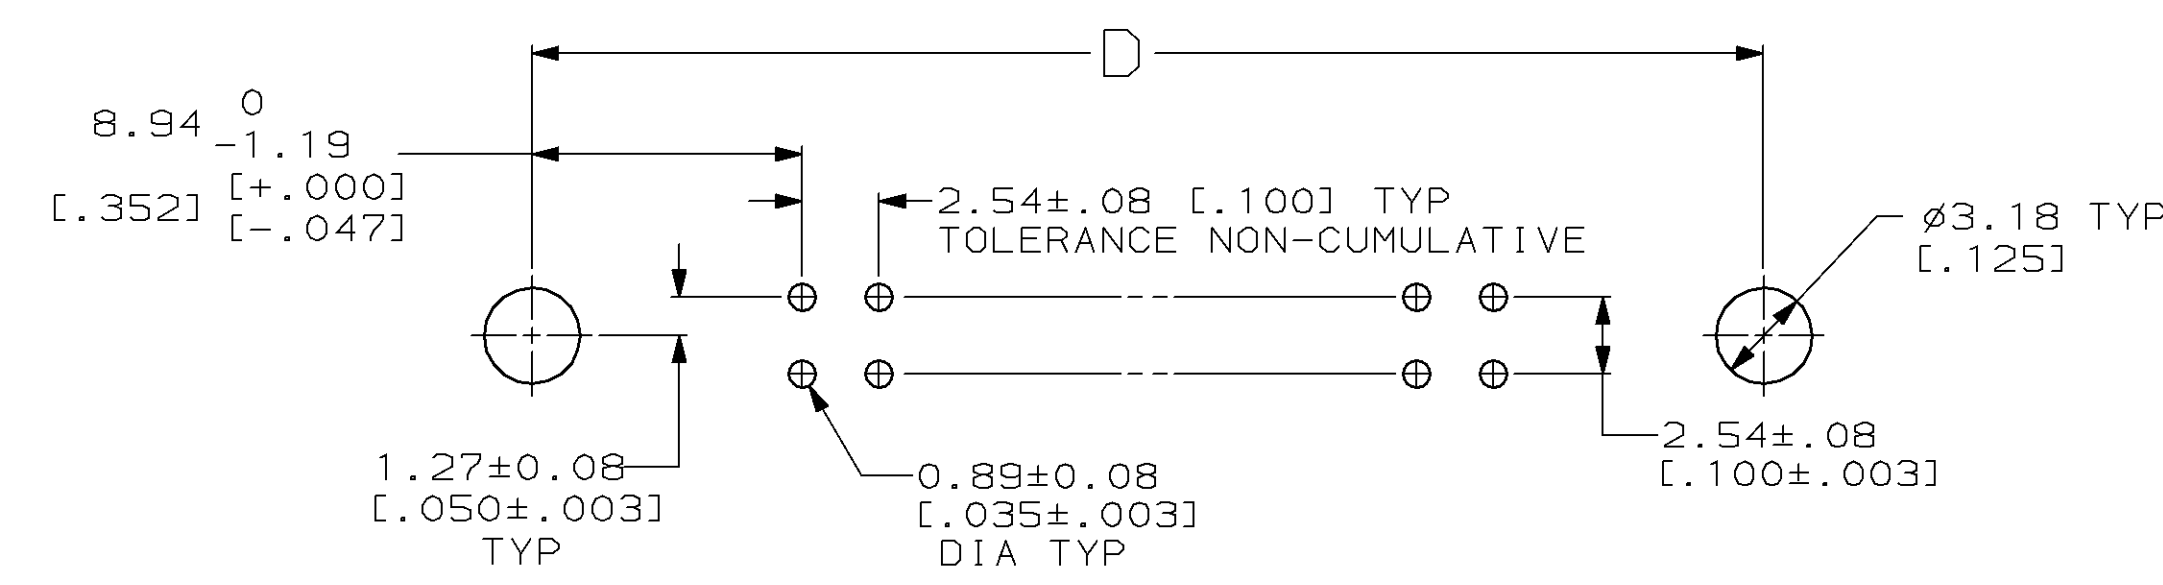 D
8.94 0
-1.19
[.352] [+.000]
[-.047]
2.54±.08 [.100] TYP
TOLERANCE NON-CUMULATIVE
ø3.18 TYP
[.125]
1.27±0.08
[.050±.003]
TYP
0.89±0.08
[.035±.003]
DIA TYP
2.54±.08
[.100±.003]